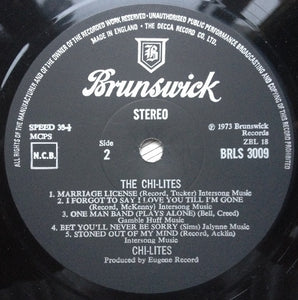 ALL RIGHTS OF THE MANUFACTURER AND OF THE OWNER OF THE RECORDED WORK RESERVED · UNAUTHORISED PUBLIC PERFORMANCE BROADCASTING AND COPYING OF THIS RECORD PROHIBITED
MADE IN ENGLAND · THE DECCA RECORD CO. LTD.
B
Brunswick
STEREO
SPEED 33⅓
MCPS
N.C.B.
Side
2
℗ 1973 Brunswick
Records
ZEL 18
BRLS 3009
THE CHI-LITES
1. MARRIAGE LICENSE (Record, Tucker) Intersong Music
2. I FORGOT TO SAY I LOVE YOU TILL I'M GONE
(Record, McKenny) Intersong Music
3. ONE MAN BAND (PLAYS ALONE) (Bell, Creed)
Gamble Huff Music
4. BET YOU'LL NEVER BE SORRY (Sims) Jalynne Music
5. STONED OUT OF MY MIND (Record, Acklin)
Intersong Music
CHI-LITES
Produced by Eugene Record